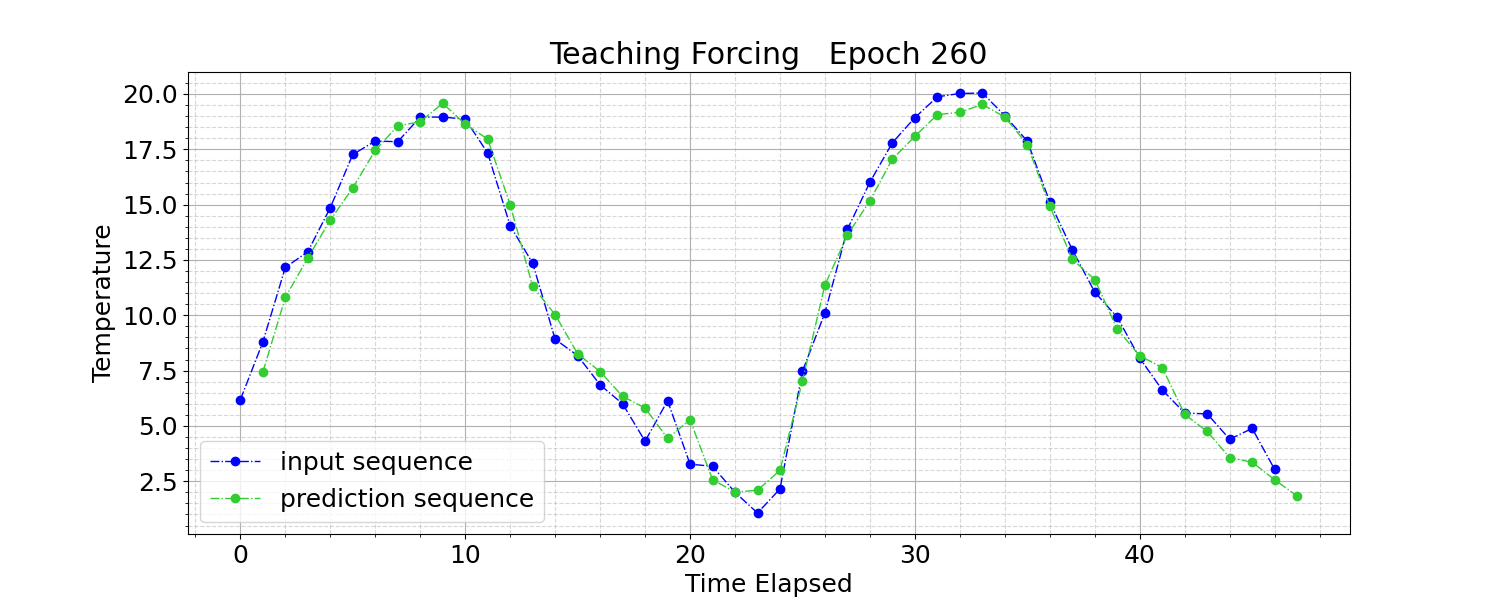 Teaching Forcing   Epoch 260
20.0
17.5
15.0
12.5
10.0
7.5
5.0
2.5
Temperature
input sequence
prediction sequence
0 10 20 30 40
Time Elapsed